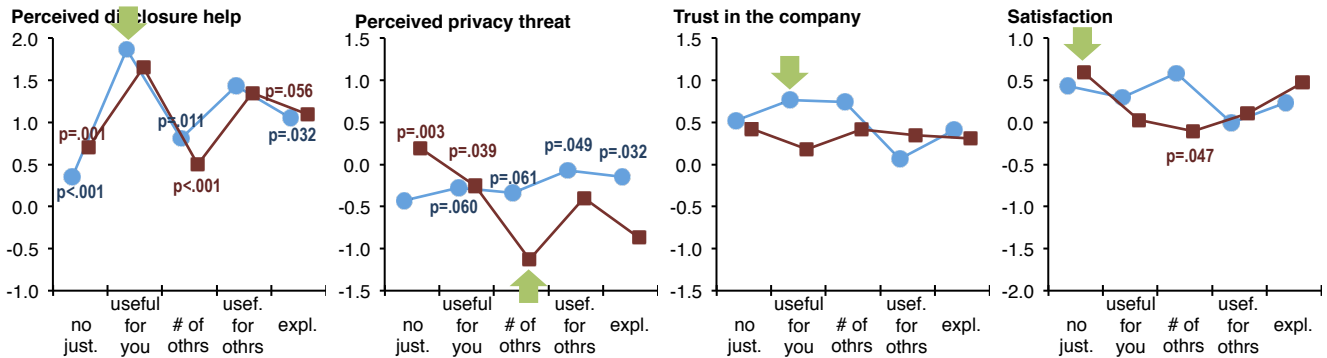 Perceived disclosure help
2.0
1.5
1.0
0.5
0.0
-0.5
-1.0
p=.001
p<.001
p=.011
p<.001
p=.056
p=.032
no
just.
useful
for
you
# of
othrs
usef.
for
othrs
expl.
Perceived privacy threat
1.5
1.0
0.5
0.0
-0.5
-1.0
-1.5
p=.003
p=.039
p=.060
p=.061
p=.049
p=.032
no
just.
useful
for
you
# of
othrs
usef.
for
othrs
expl.
Trust in the company
1.5
1.0
0.5
0.0
-0.5
-1.0
-1.5
no
just.
useful
for
you
# of
othrs
usef.
for
othrs
expl.
Satisfaction
1.0
0.5
0.0
-0.5
-1.0
-1.5
-2.0
p=.047
no
just.
useful
for
you
# of
othrs
usef.
for
othrs
expl.